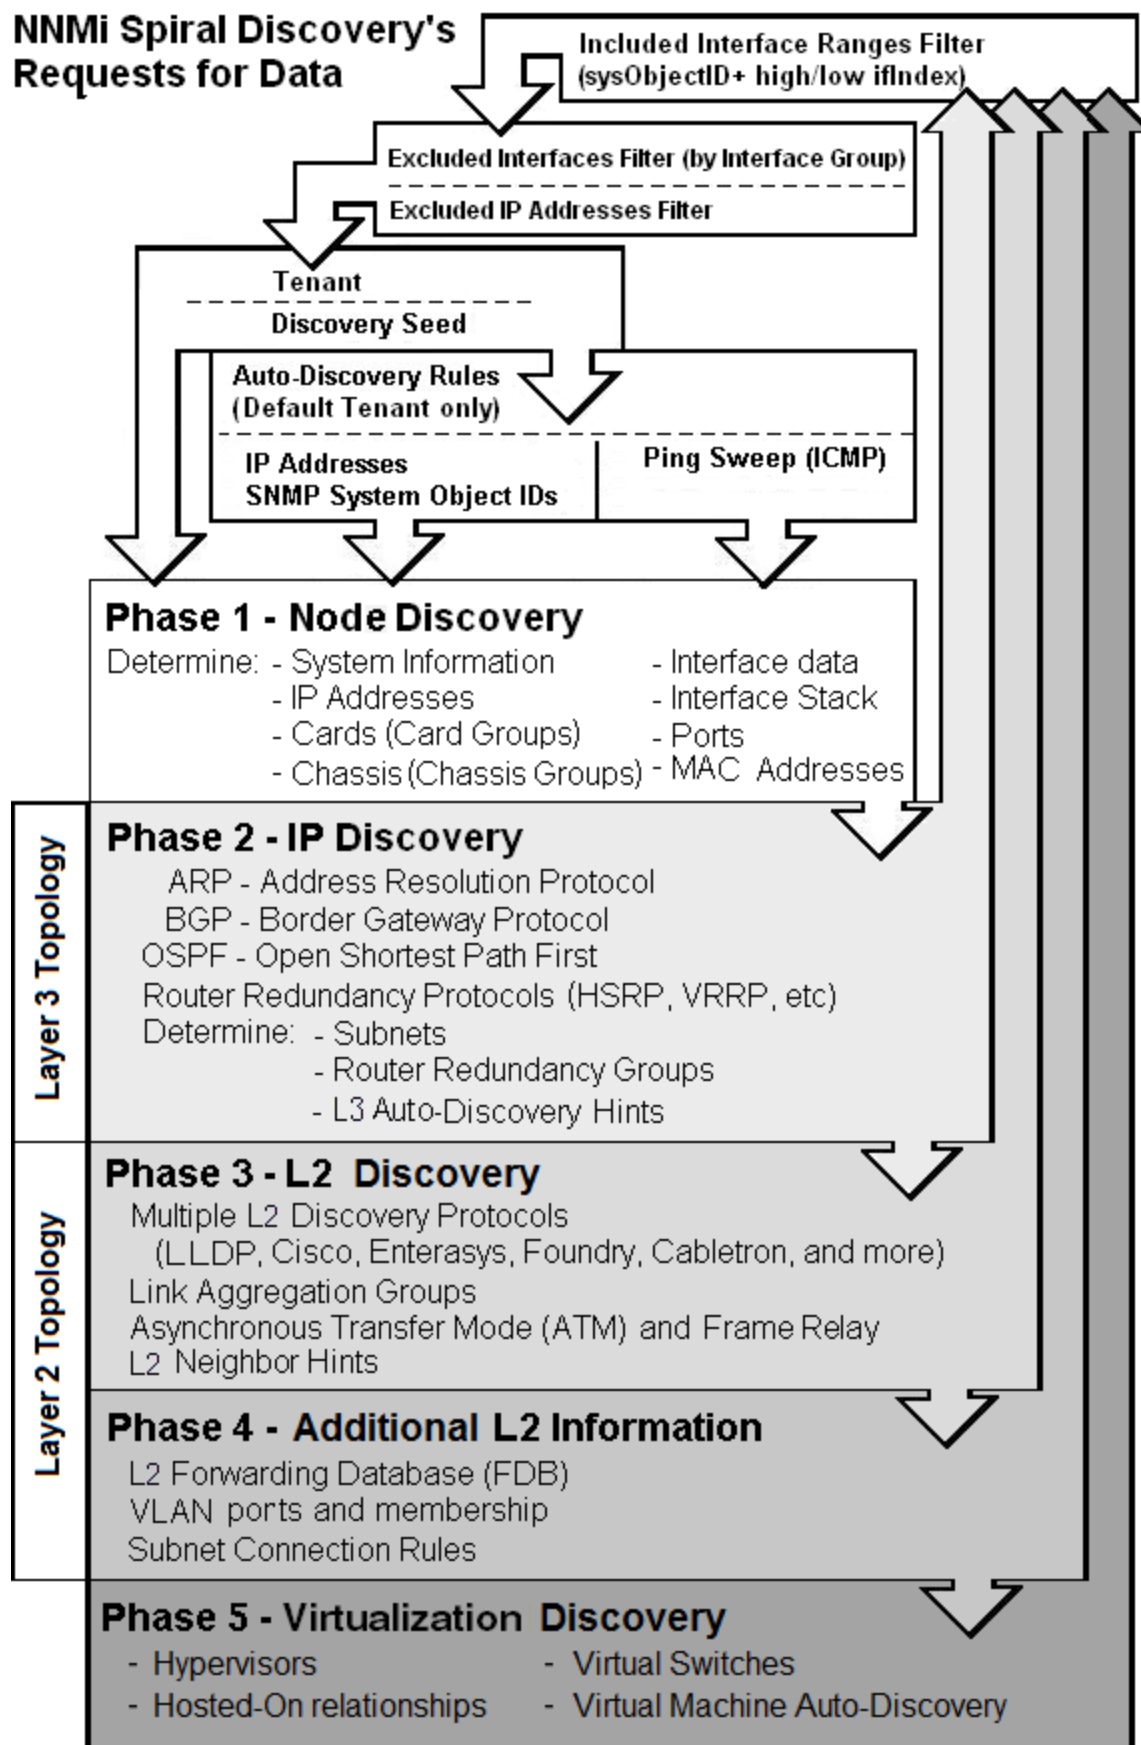 NNMi Spiral Discovery's
Requests for Data
Included Interface Ranges Filter
(sysObjectID+ high/low ifIndex)
Excluded Interfaces Filter (by Interface Group)
Excluded IP Addresses Filter
Tenant
Discovery Seed
Auto-Discovery Rules
(Default Tenant only)
IP Addresses
SNMP System Object IDs
Ping Sweep (ICMP)
Phase 1 - Node Discovery
Determine: - System Information
- IP Addresses
- Cards (Card Groups)
- Chassis (Chassis Groups)
- Interface data
- Interface Stack
- Ports
- MAC Addresses
Layer 3 Topology
Phase 2 - IP Discovery
ARP - Address Resolution Protocol
BGP - Border Gateway Protocol
OSPF - Open Shortest Path First
Router Redundancy Protocols (HSRP, VRRP, etc)
Determine: - Subnets
- Router Redundancy Groups
- L3 Auto-Discovery Hints
Layer 2 Topology
Phase 3 - L2 Discovery
Multiple L2 Discovery Protocols
(LLDP, Cisco, Enterasys, Foundry, Cabletron, and more)
Link Aggregation Groups
Asynchronous Transfer Mode (ATM) and Frame Relay
L2 Neighbor Hints
Phase 4 - Additional L2 Information
L2 Forwarding Database (FDB)
VLAN ports and membership
Subnet Connection Rules
Phase 5 - Virtualization Discovery
- Hypervisors
- Hosted-On relationships
- Virtual Switches
- Virtual Machine Auto-Discovery